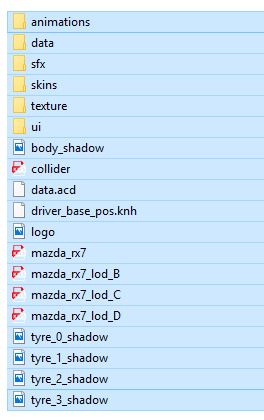 animations
data
sfx
skins
texture
ui
body_shadow
collider
data.acd
driver_base_pos.knh
logo
mazda_rx7
mazda_rx7_lod_B
mazda_rx7_lod_C
mazda_rx7_lod_D
tyre_0_shadow
tyre_1_shadow
tyre_2_shadow
tyre_3_shadow